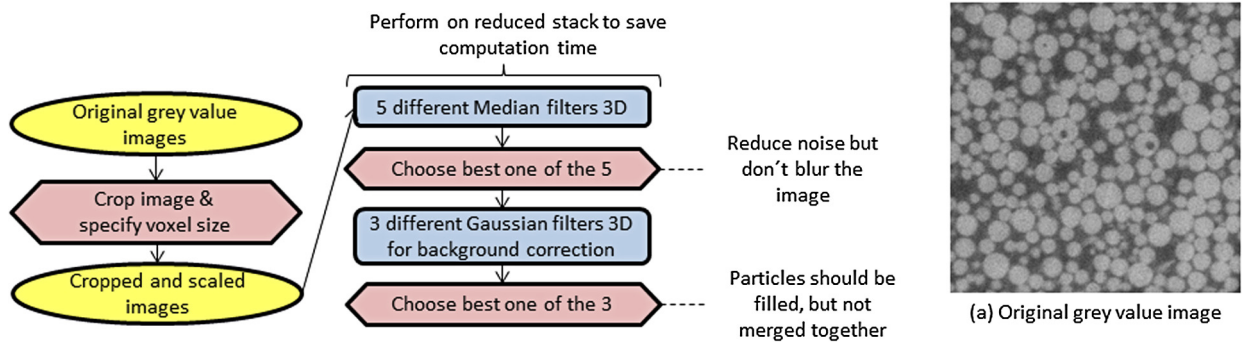 Perform on reduced stack to save
computation time
Original grey value
images
Crop image &
specify voxel size
Cropped and scaled
images
5 different Median filters 3D
Choose best one of the 5
3 different Gaussian filters 3D
for background correction
Choose best one of the 3
Reduce noise but
don´t blur the
image
Particles should be
filled, but not
merged together
(a) Original grey value image